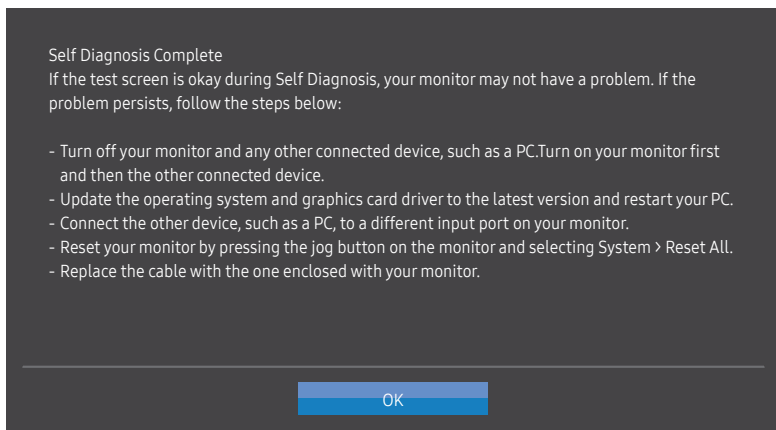 Self Diagnosis Complete
If the test screen is okay during Self Diagnosis, your monitor may not have a problem. If the
problem persists, follow the steps below:
- Turn off your monitor and any other connected device, such as a PC.Turn on your monitor first
and then the other connected device.
- Update the operating system and graphics card driver to the latest version and restart your PC.
- Connect the other device, such as a PC, to a different input port on your monitor.
- Reset your monitor by pressing the jog button on the monitor and selecting System > Reset All.
- Replace the cable with the one enclosed with your monitor.
OK